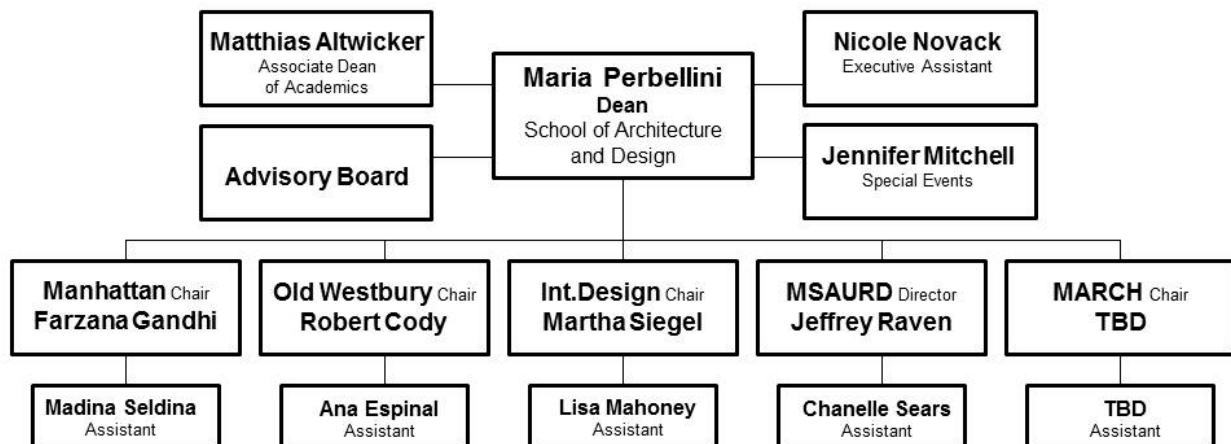 Matthias Altwicker
Associate Dean
of Academics
Maria Perbellini
Dean
School of Architecture
and Design
Nicole Novack
Executive Assistant
Advisory Board
Jennifer Mitchell
Special Events
Manhattan Chair
Farzana Gandhi
Old Westbury Chair
Robert Cody
Int.Design Chair
Martha Siegel
MSAURD Director
Jeffrey Raven
MARCH Chair
TBD
Madina Seldina
Assistant
Ana Espinal
Assistant
Lisa Mahoney
Assistant
Chanelle Sears
Assistant
TBD
Assistant